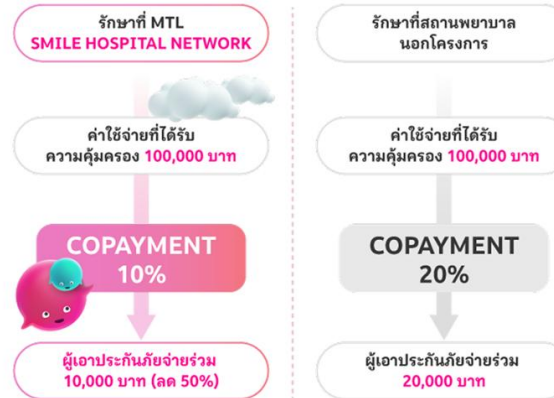 รักษาที่ MTL
SMILE HOSPITAL NETWORK
ค่าใช้จ่ายที่ได้รับ
ความคุ้มครอง 100,000 บาท
COPAYMENT
10%
ผู้เอาประกันภัยจ่ายร่วม
10,000 บาท (ลด 50%)
รักษาที่สถานพยาบาล
นอกโครงการ
ค่าใช้จ่ายที่ได้รับ
ความคุ้มครอง 100,000 บาท
COPAYMENT
20%
ผู้เอาประกันภัยจ่ายร่วม
20,000 บาท